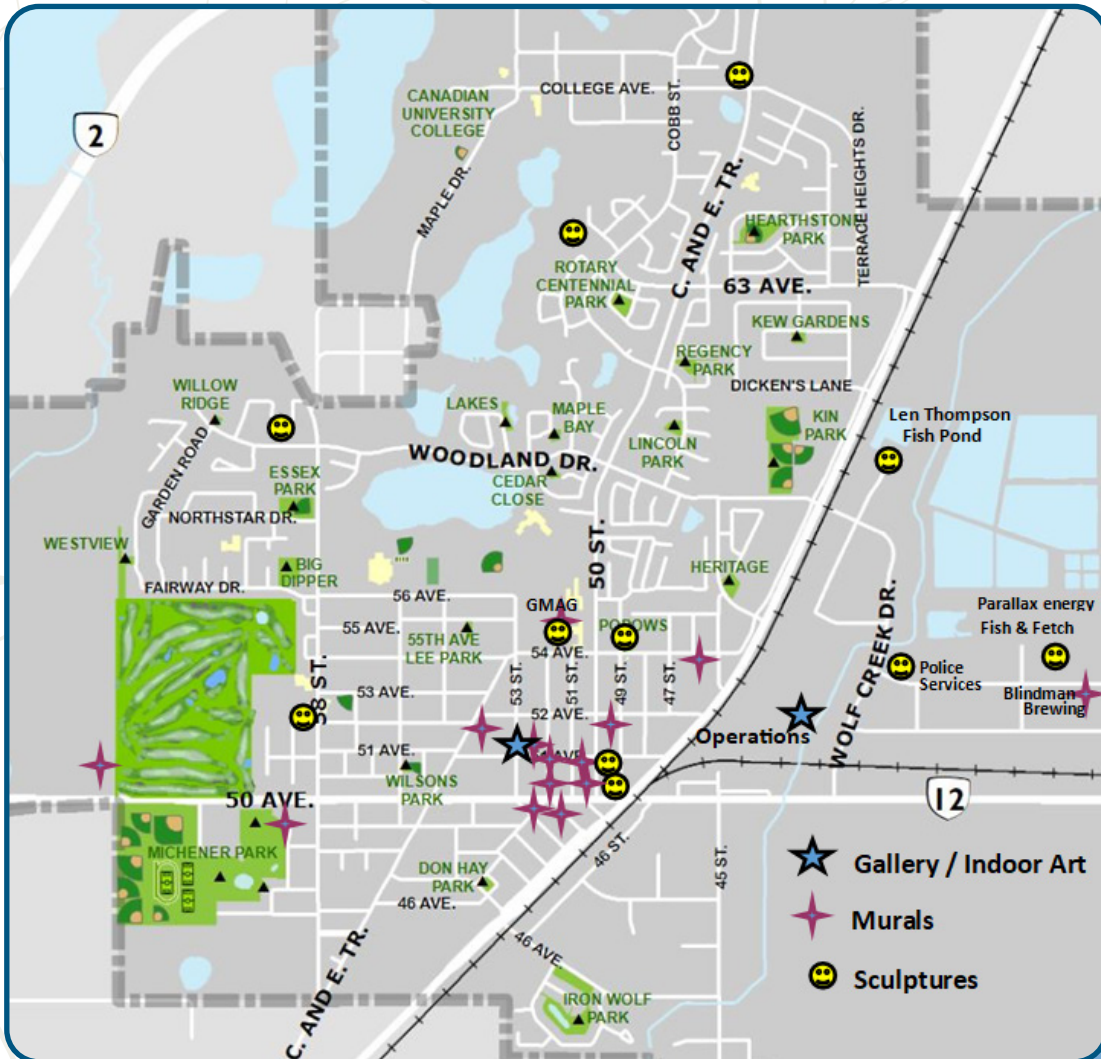 COLLEGE AVE.
COBB ST.
CANADIAN
UNIVERSITY
COLLEGE
2
MAPLE DR.
C. AND E. TR.
TERRACE HEIGHTS DR.
HEARTHSTONE
PARK
ROTARY
CENTENNIAL
PARK
63 AVE.
KEW GARDENS
REGENCY
PARK
DICKEN'S LANE
WILLOW
RIDGE
LAKES
MAPLE
BAY
LINCOLN
PARK
KIN
PARK
Len Thompson
Fish Pond
GARDEN ROAD
WOODLAND DR.
CEDAR
CLOSE
ESSEX
PARK
NORTHSTAR DR.
50 ST.
WESTVIEW
BIG
DIPPER
FAIRWAY DR.
HERITAGE
56 AVE.
GMAG
55 AVE.
55TH AVE
LEE PARK
POPOWS
54 AVE.
WOLF CREEK DR.
Parallax energy
Fish & Fetch
Police
Services
Blindman
Brewing
58 ST.
53 AVE.
53 ST.
51 ST.
49 ST.
47 ST.
52 AVE.
Operations
51 AVE.
AVE.
WILSONS
PARK
50 AVE.
12
MICHENER PARK
46 ST.
45 ST.
DON HAY
PARK
46 AVE.
46 AVE.
C. AND E. TR.
IRON WOLF
PARK
Gallery / Indoor Art
Murals
Sculptures